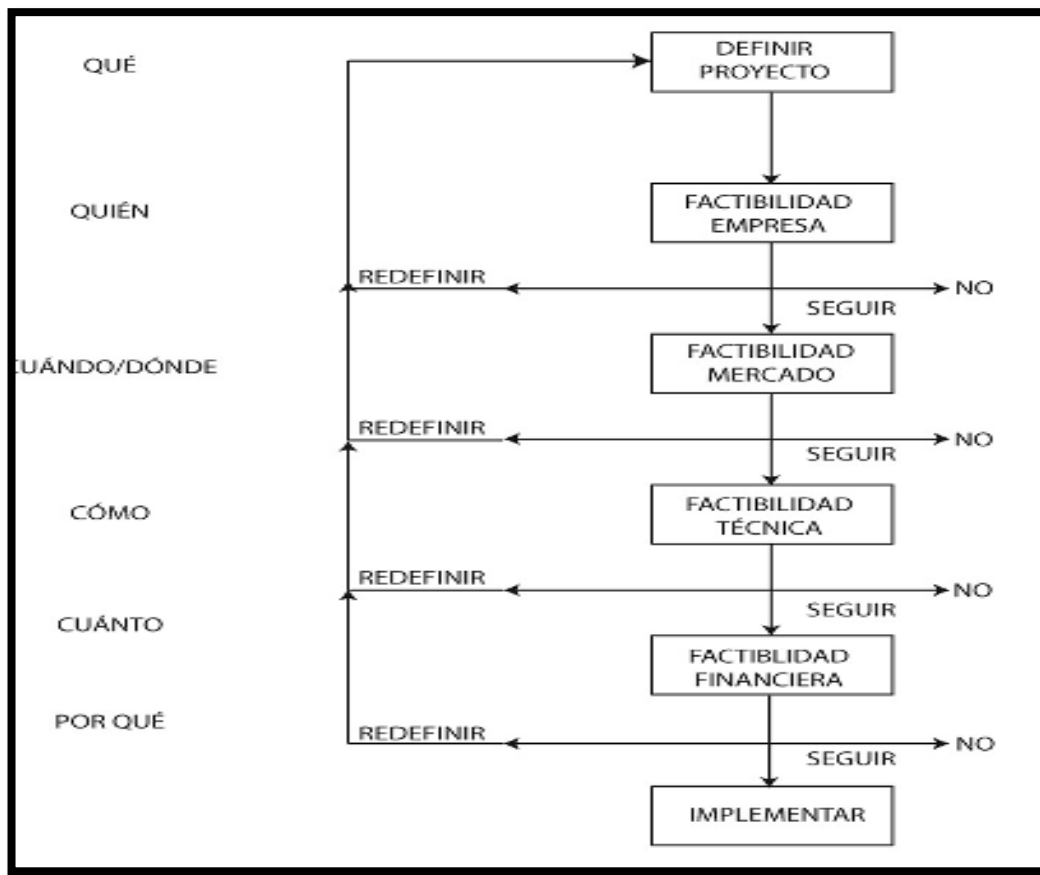 QUÉ
DEFINIR
PROYECTO
QUIÉN
FACTIBILIDAD
EMPRESA
REDEFINIR
NO
SEGUIR
CUÁNDO/DÓNDE
FACTIBILIDAD
MERCADO
REDEFINIR
NO
SEGUIR
CÓMO
FACTIBILIDAD
TÉCNICA
REDEFINIR
NO
SEGUIR
CUÁNTO
FACTIBLIDAD
FINANCIERA
POR QUÉ
REDEFINIR
NO
SEGUIR
IMPLEMENTAR